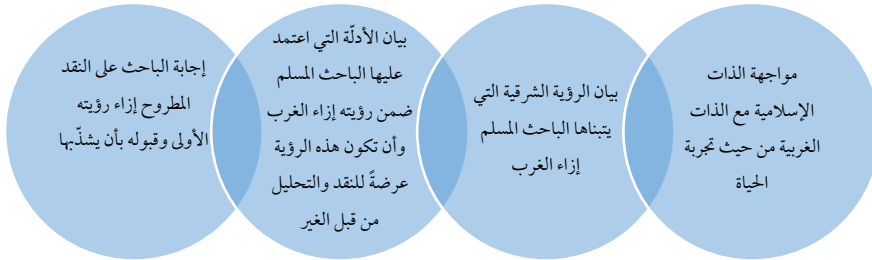 مواجهة الذات
الإسلامية مع الذات
الغربية من حيث تجربة
الحياة
بيان الرؤية الشرقية التي
يتبناها الباحث المسلم
إزاء الغرب
بيان الأدلّة التي اعتمد
عليها الباحث المسلم
ضمن رؤيته إزاء الغرب
وأن تكون هذه الرؤية
عرضةً للنقد والتحليل
من قبل الغير
إجابة الباحث على النقد
المطروح إزاء رؤيته
الأولى وقبوله بأن يشذّبها